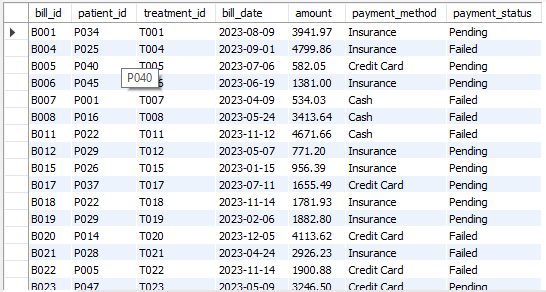 bill_id patient_id treatment_id bill_date amount payment_method payment_status
B001 P034 T001 2023-08-09 3941.97 Insurance Pending
B004 P025 T004 2023-09-01 4799.86 Insurance Failed
B005 P040 T005 2023-07-06 582.05 Credit Card Pending
B006 P045 6 2023-06-19 1381.00 Insurance Pending
P040
B007 P001 T007 2023-04-09 534.03 Cash Failed
B008 P016 T008 2023-05-24 3413.64 Cash Failed
B011 P022 T011 2023-11-12 4671.66 Cash Failed
B012 P029 T012 2023-05-07 771.20 Insurance Pending
B015 P026 T015 2023-01-15 956.39 Insurance Pending
B017 P037 T017 2023-07-11 1655.49 Credit Card Pending
B018 P022 T018 2023-11-14 1781.93 Insurance Failed
B019 P029 T019 2023-02-06 1882.80 Insurance Pending
B020 P014 T020 2023-12-05 4113.62 Credit Card Failed
B021 P028 T021 2023-04-24 2926.23 Insurance Failed
B022 P005 T022 2023-11-14 1900.88 Credit Card Failed
B023 P047 T023 2023-05-09 3246.50 Credit Card Pending